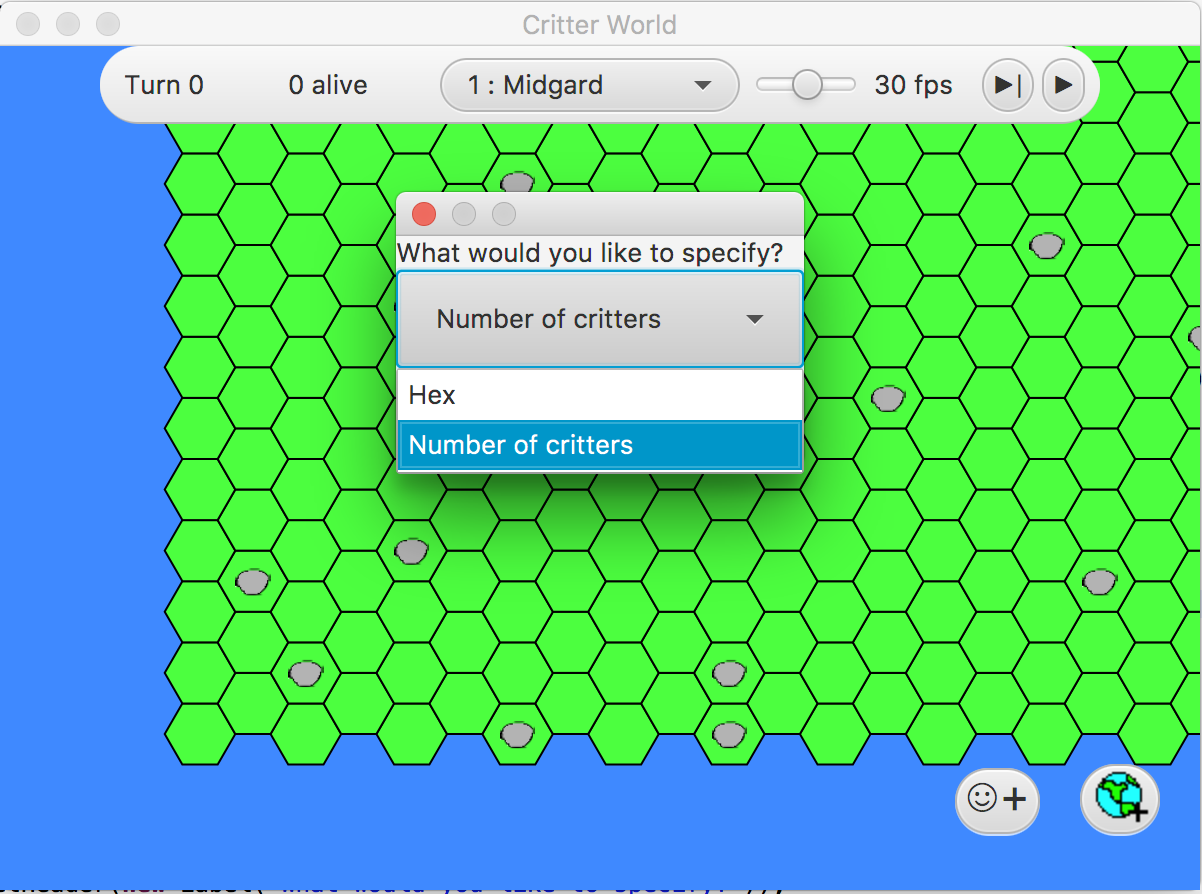 Critter World
Turn 0 0 alive 1 : Midgard 30 fps
What would you like to specify?
Number of critters
Hex
Number of critters